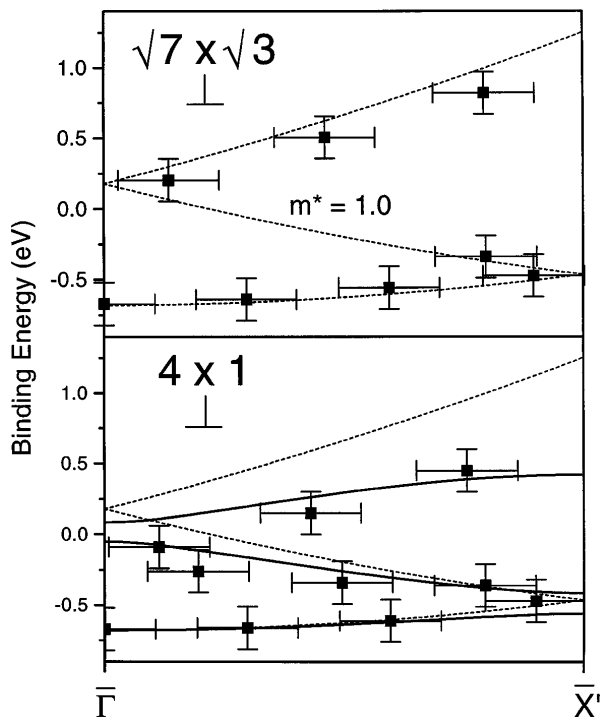 √7 x √3
1.0
0.5
0.0
-0.5
m* = 1.0
Binding Energy (eV)
4 x 1
1.0
0.5
0.0
-0.5
Γ̅
X̅'